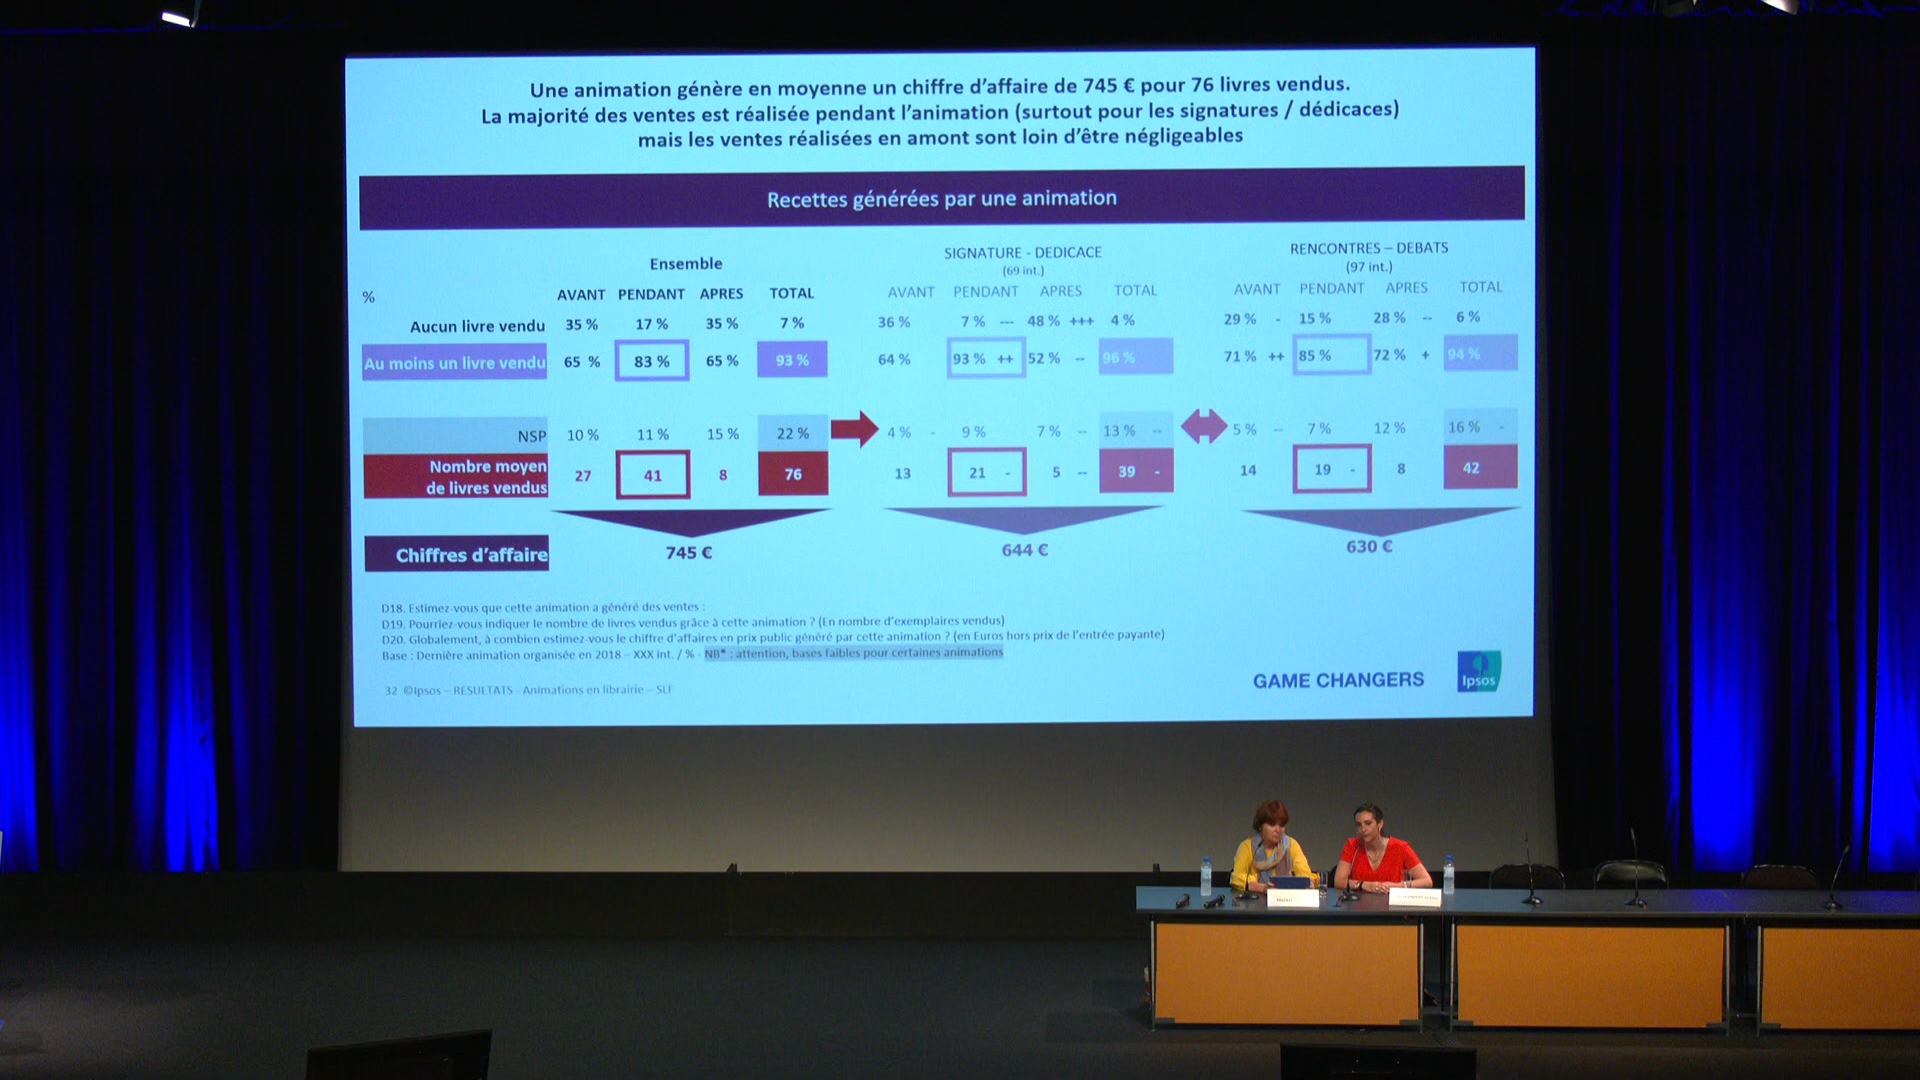 Une animation génère en moyenne un chiffre d'affaire de 745 € pour 76 livres vendus.
La majorité des ventes est réalisée pendant l'animation (surtout pour les signatures / dédicaces)
mais les ventes réalisées en amont sont loin d'être négligeables
Recettes générées par une animation
Ensemble
SIGNATURE - DEDICACE
(69 int.)
RENCONTRES – DEBATS
(97 int.)
% AVANT PENDANT APRES TOTAL AVANT PENDANT APRES TOTAL AVANT PENDANT APRES TOTAL
Aucun livre vendu 35 % 17 % 35 % 7 % 36 % 7 % --- 48 % +++ 4 % 29 % - 15 % 28 % -- 6 %
Au moins un livre vendu 65 % 83 % 65 % 93 % 64 % 93 % ++ 52 % -- 96 % 71 % ++ 85 % 72 % + 94 %
NSP 10 % 11 % 15 % 22 % 4 % - 9 % 7 % -- 13 % -- 5 % -- 7 % 12 % 16 % -
Nombre moyen
de livres vendus 27 41 8 76 13 21 - 5 -- 39 - 14 19 - 8 42
Chiffres d'affaire 745 € 644 € 630 €
D18. Estimez-vous que cette animation a généré des ventes :
D19. Pourriez-vous indiquer le nombre de livres vendus grâce à cette animation ? (En nombre d'exemplaires vendus)
D20. Globalement, à combien estimez-vous le chiffre d'affaires en prix public généré par cette animation ? (en Euros hors prix de l'entrée payante)
Base : Dernière animation organisée en 2018 – XXX int. / % - NB* : attention, bases faibles pour certaines animations
32 ©Ipsos – RESULTATS - Animations en librairie – SLF
GAME CHANGERS
Ipsos